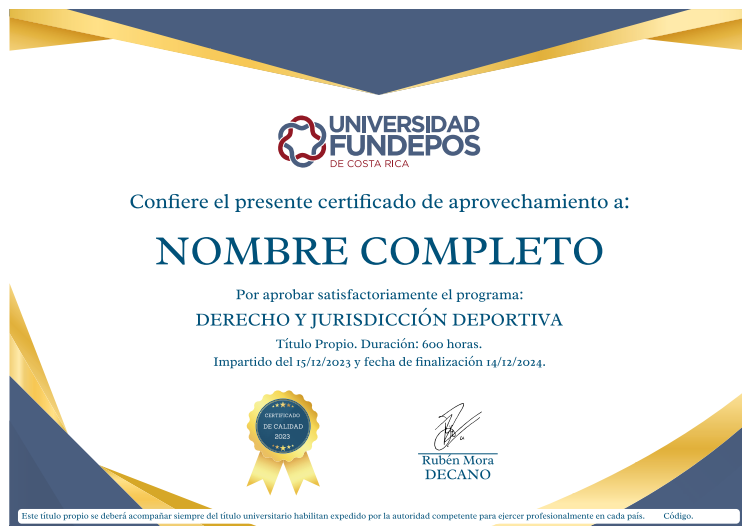 UNIVERSIDAD
FUNDEPOS
DE COSTA RICA
Confiere el presente certificado de aprovechamiento a:
NOMBRE COMPLETO
Por aprobar satisfactoriamente el programa:
DERECHO Y JURISDICCIÓN DEPORTIVA
Título Propio. Duración: 600 horas.
Impartido del 15/12/2023 y fecha de finalización 14/12/2024.
CERTIFICADO
DE CALIDAD
2023
Rubén Mora
DECANO
Este título propio se deberá acompañar siempre del título universitario habilitan expedido por la autoridad competente para ejercer profesionalmente en cada país. Código.